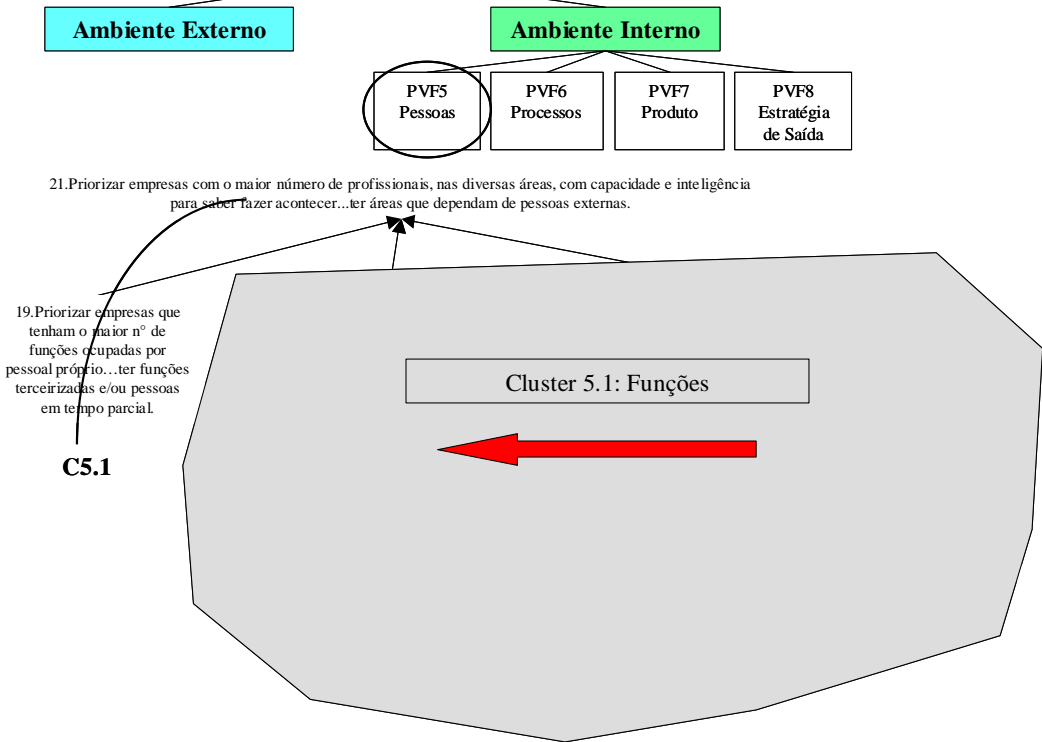 Ambiente Externo
Ambiente Interno
PVF5
Pessoas
PVF6
Processos
PVF7
Produto
PVF8
Estratégia
de Saída
21.Priorizar empresas com o maior número de profissionais, nas diversas áreas, com capacidade e inteligência
para saber fazer acontecer...ter áreas que dependam de pessoas externas.
19.Priorizar empresas que
tenham o maior n° de
funções ocupadas por
pessoal próprio…ter funções
terceirizadas e/ou pessoas
em tempo parcial.
C5.1
Cluster 5.1: Funções